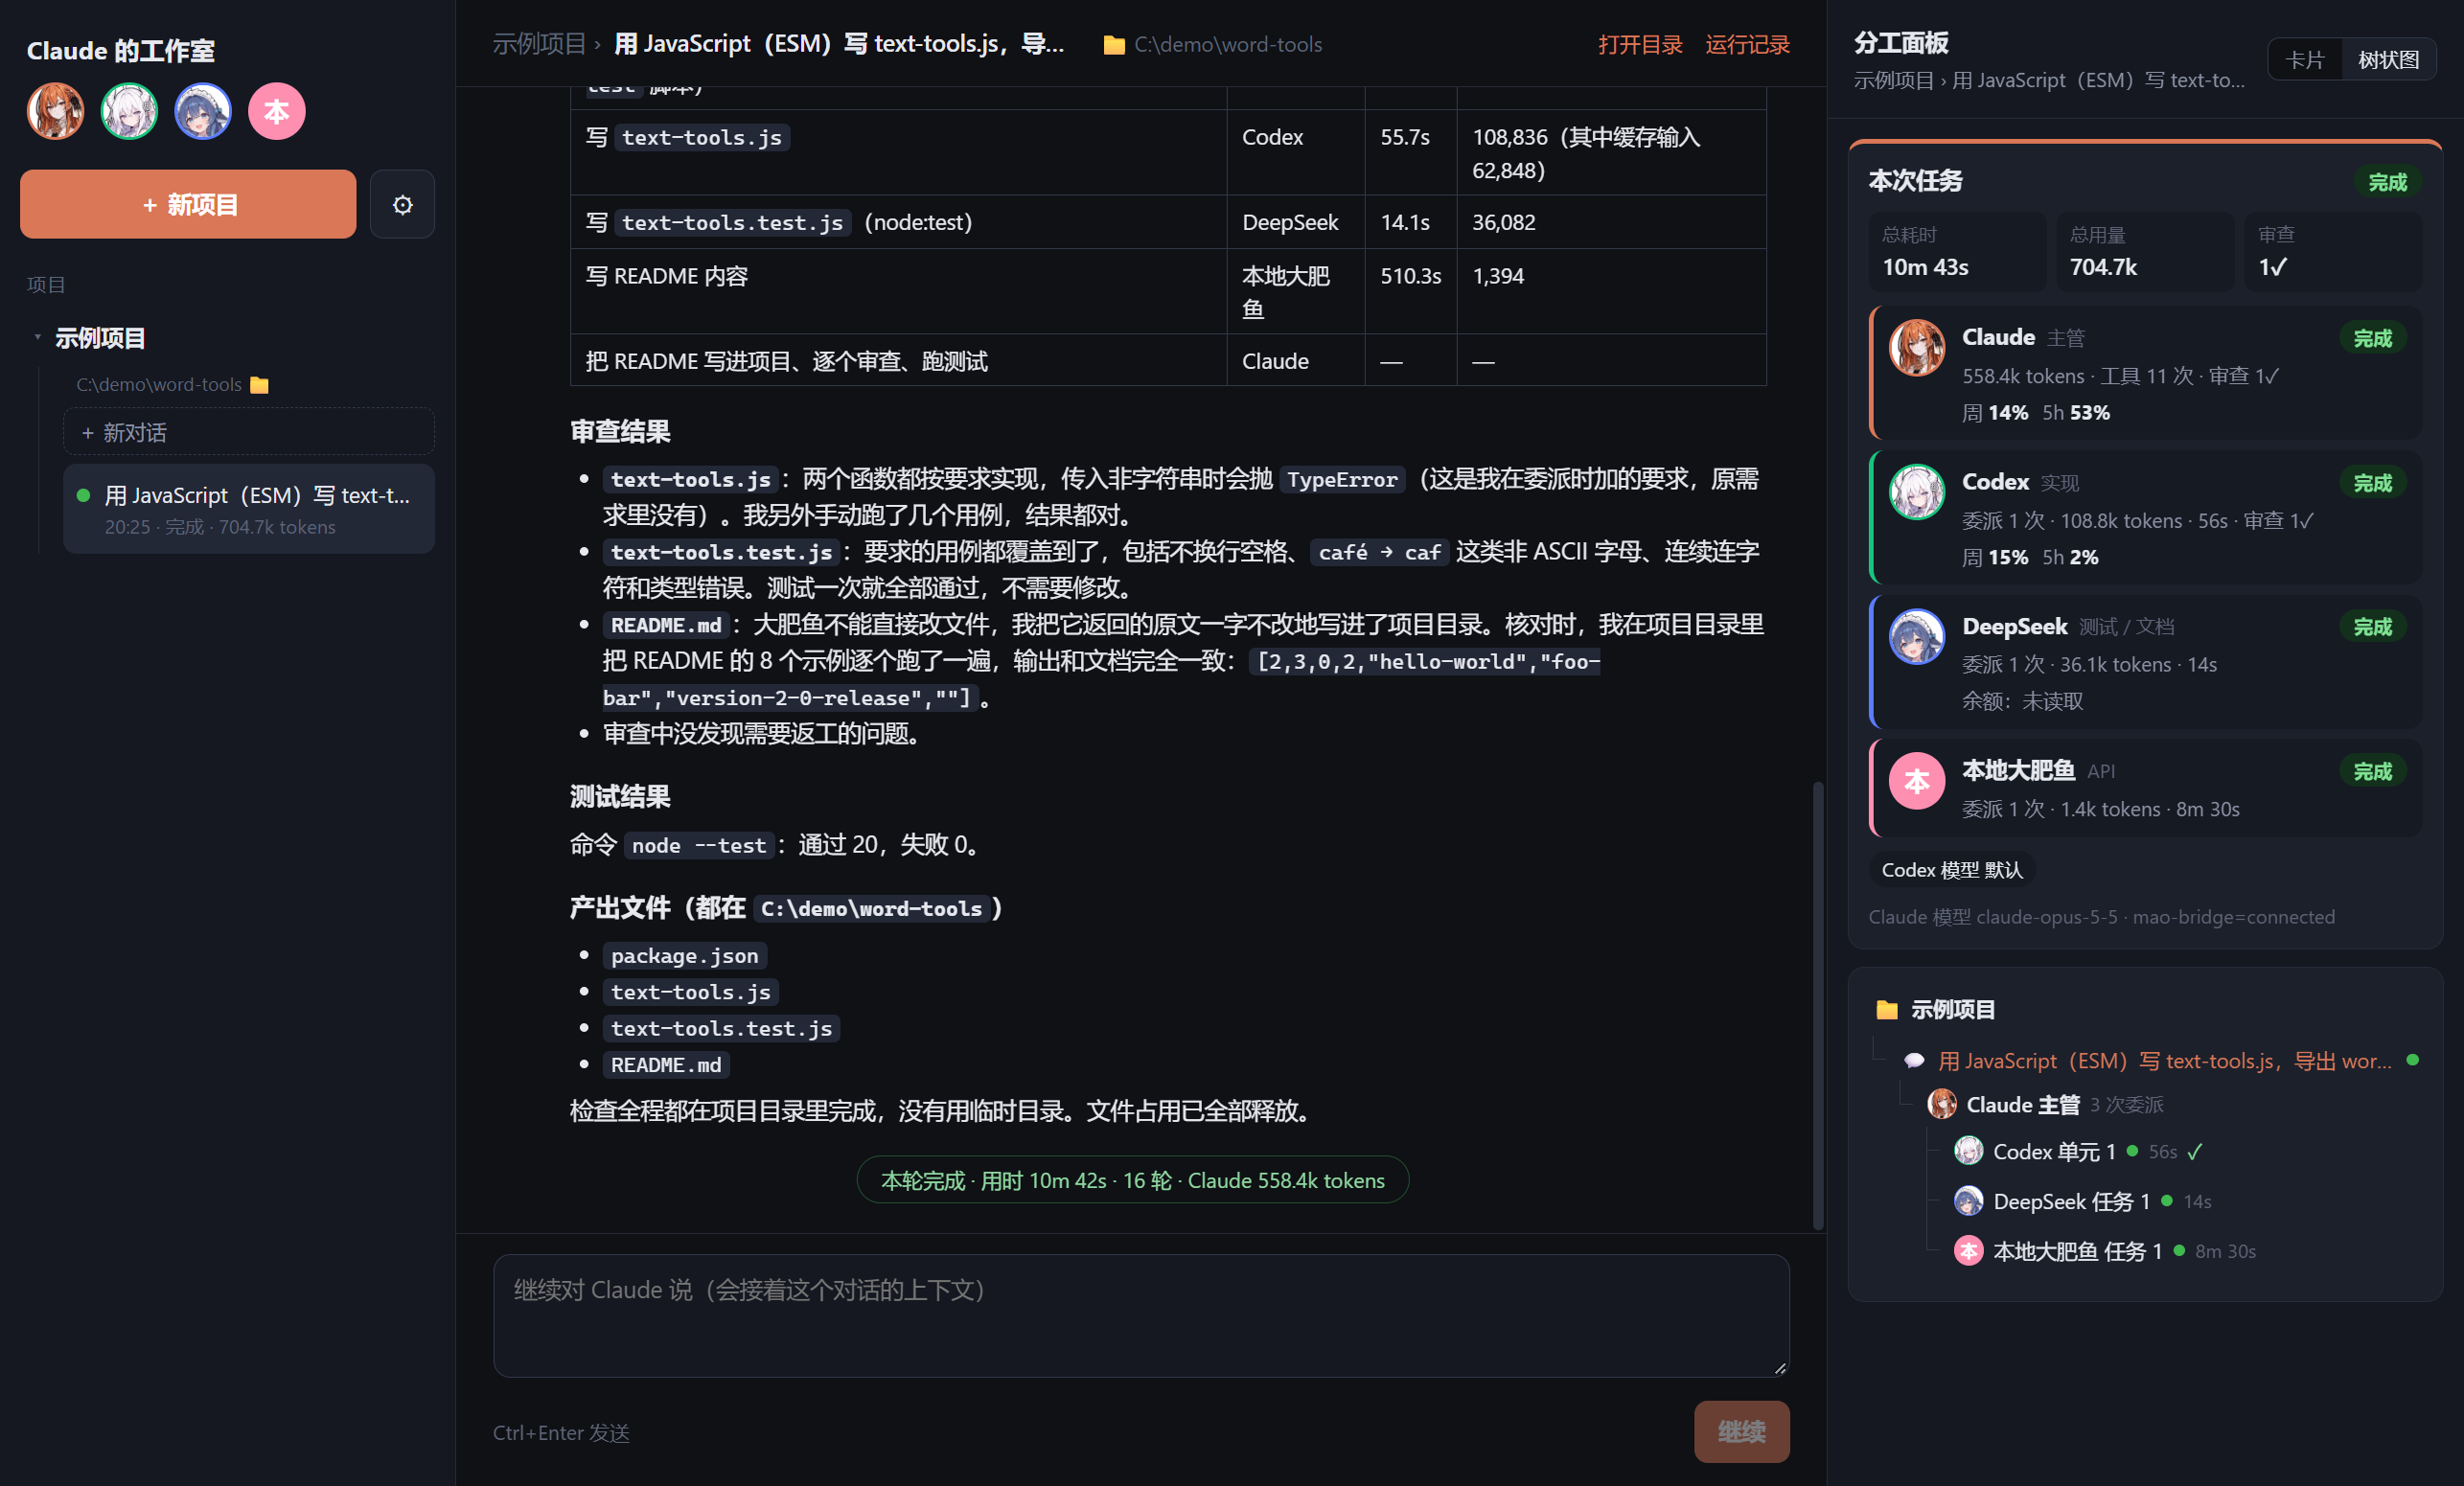 Claude 的工作室
本
+ 新项目
项目
示例项目
C:\demo\word-tools
+ 新对话
用 JavaScript（ESM）写 text-t...
20:25 · 完成 · 704.7k tokens
示例项目 › 用 JavaScript（ESM）写 text-tools.js，导... C:\demo\word-tools 打开目录 运行记录
test 脚本）
写 text-tools.js Codex 55.7s 108,836（其中缓存输入
62,848）
写 text-tools.test.js（node:test） DeepSeek 14.1s 36,082
写 README 内容 本地大肥 510.3s 1,394
鱼
把 README 写进项目、逐个审查、跑测试 Claude — —
审查结果
• text-tools.js：两个函数都按要求实现，传入非字符串时会抛 TypeError（这是我在委派时加的要求，原需
求里没有）。我另外手动跑了几个用例，结果都对。
• text-tools.test.js：要求的用例都覆盖到了，包括不换行空格、café → caf 这类非 ASCII 字母、连续连字
符和类型错误。测试一次就全部通过，不需要修改。
• README.md：大肥鱼不能直接改文件，我把它返回的原文一字不改地写进了项目目录。核对时，我在项目目录里
把 README 的 8 个示例逐个跑了一遍，输出和文档完全一致：[2,3,0,2,"hello-world","foo-
bar","version-2-0-release",""]。
• 审查中没发现需要返工的问题。
测试结果
命令 node --test：通过 20，失败 0。
产出文件（都在 C:\demo\word-tools）
• package.json
• text-tools.js
• text-tools.test.js
• README.md
检查全程都在项目目录里完成，没有用临时目录。文件占用已全部释放。
本轮完成 · 用时 10m 42s · 16 轮 · Claude 558.4k tokens
继续对 Claude 说（会接着这个对话的上下文）
Ctrl+Enter 发送
继续
分工面板
示例项目 › 用 JavaScript（ESM）写 text-to...
卡片 树状图
本次任务 完成
总耗时 总用量 审查
10m 43s 704.7k 1✓
Claude 主管 完成
558.4k tokens · 工具 11 次 · 审查 1✓
周 14% 5h 53%
Codex 实现 完成
委派 1 次 · 108.8k tokens · 56s · 审查 1✓
周 15% 5h 2%
DeepSeek 测试 / 文档 完成
委派 1 次 · 36.1k tokens · 14s
余额：未读取
本 本地大肥鱼 API 完成
委派 1 次 · 1.4k tokens · 8m 30s
Codex 模型 默认
Claude 模型 claude-opus-5-5 · mao-bridge=connected
示例项目
用 JavaScript（ESM）写 text-tools.js，导出 wor...
Claude 主管 3 次委派
Codex 单元 1 56s ✓
DeepSeek 任务 1 14s
本 本地大肥鱼 任务 1 8m 30s